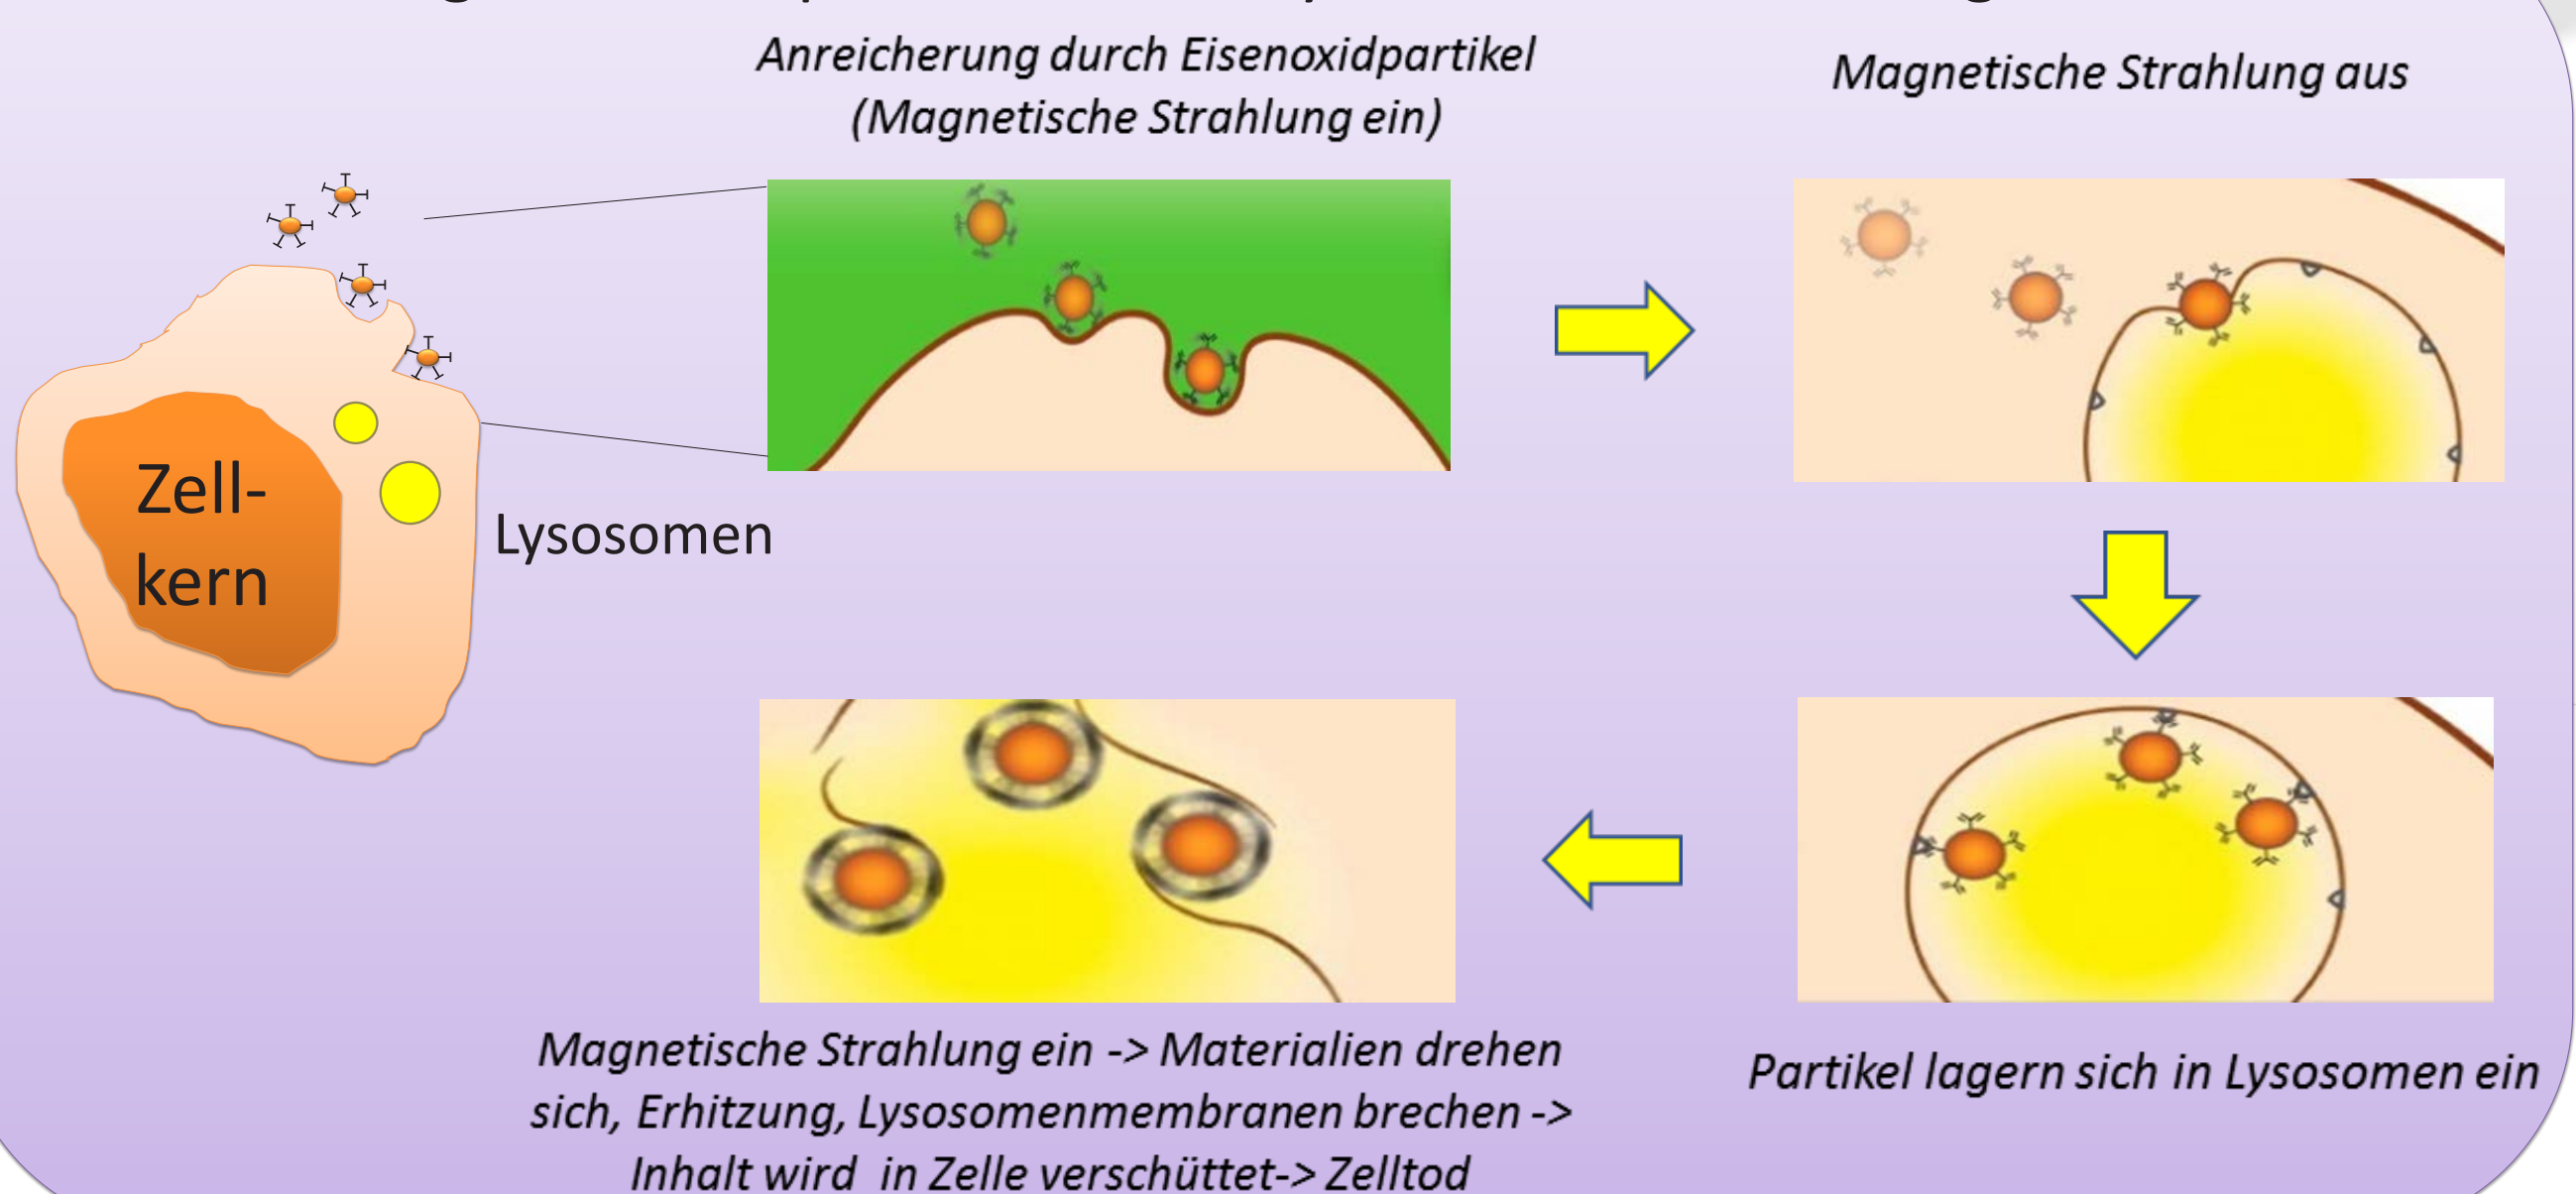 Anreicherung durch Eisenoxidpartikel
(Magnetische Strahlung ein)
Magnetische Strahlung aus
Zell-
kern
Lysosomen
Magnetische Strahlung ein -> Materialien drehen
sich, Erhitzung, Lysosomenmembranen brechen ->
Inhalt wird  in Zelle verschüttet-> Zelltod
Partikel lagern sich in Lysosomen ein